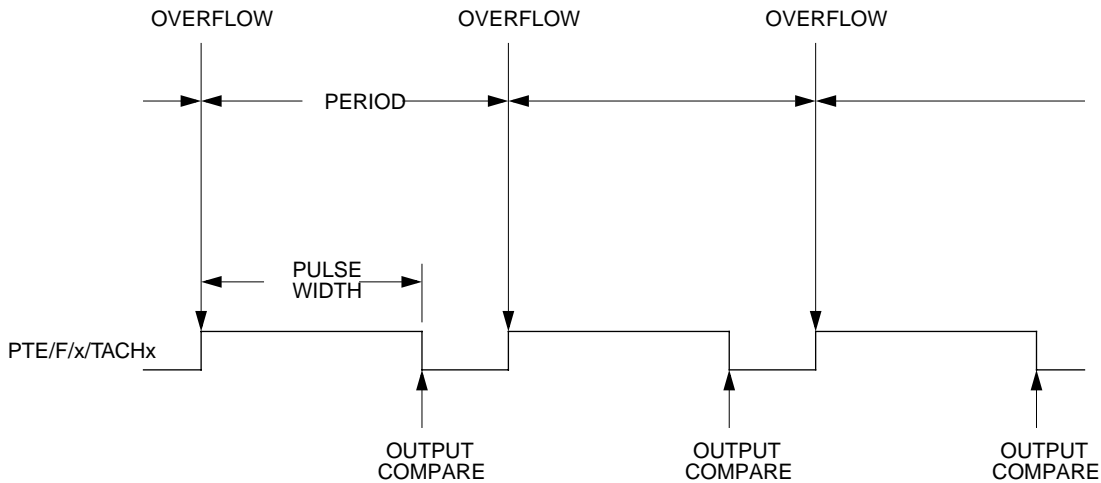 OVERFLOW
OVERFLOW
OVERFLOW
PERIOD
PULSE
WIDTH
PTE/F/x/TACHx
OUTPUT
COMPARE
OUTPUT
COMPARE
OUTPUT
COMPARE